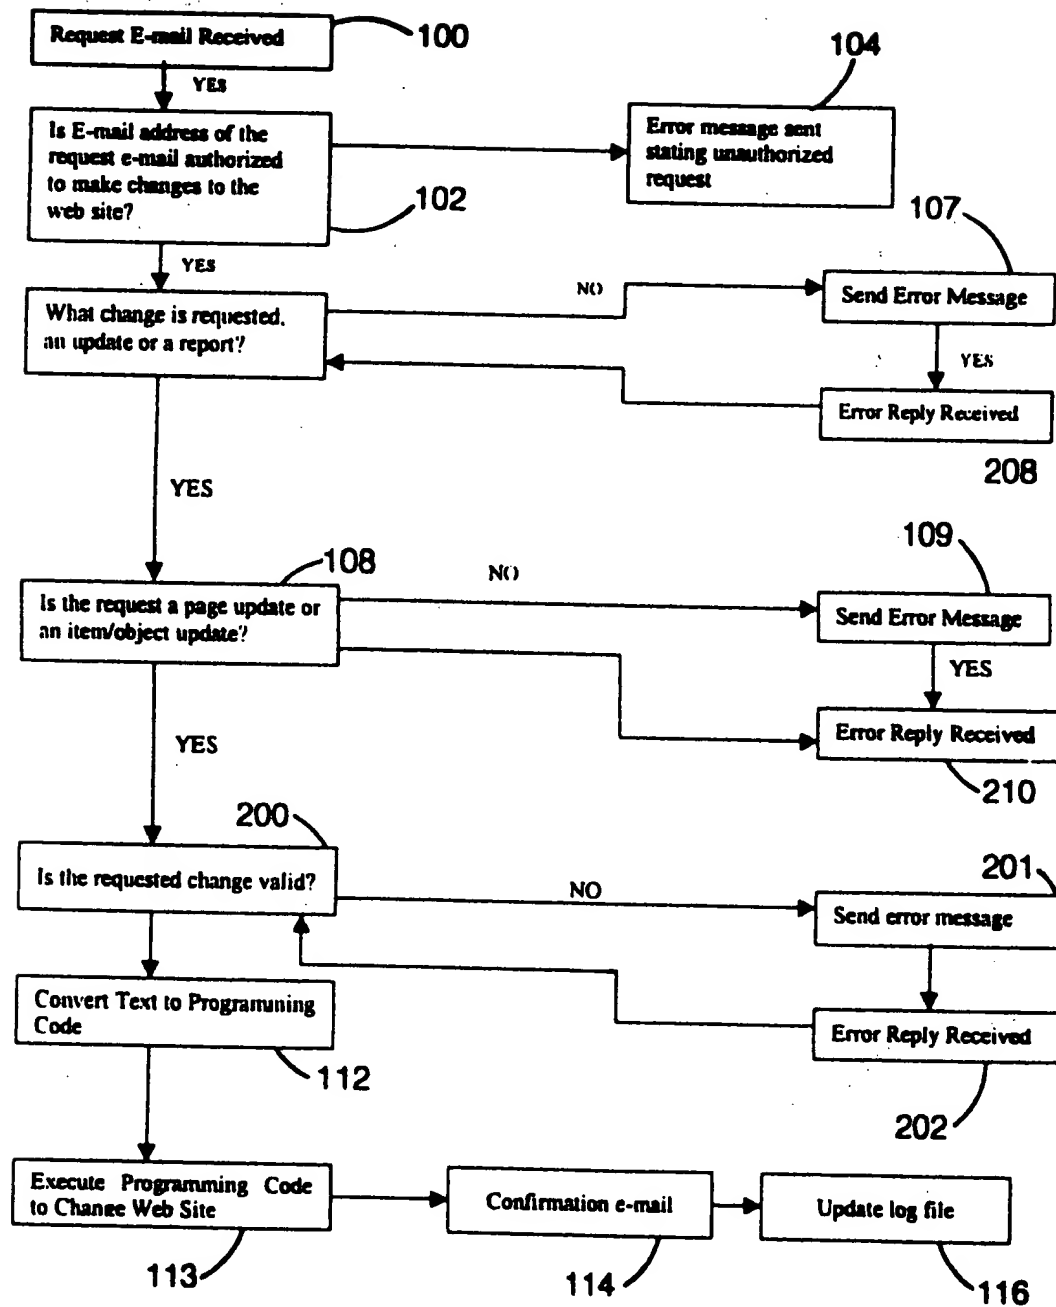 Request E-mail Received
100
YES
104
Is E-mail address of the
request e-mail authorized
to make changes to the
web site?
Error message sent
stating unauthorized
request
102
107
YES
What change is requested,
an update or a report?
NO
Send Error Message
YES
Error Reply Received
208
YES
109
108
NO
Is the request a page update or
an item/object update?
Send Error Message
YES
YES
Error Reply Received
210
200
Is the requested change valid?
NO
201
Send error message
Convert Text to Programming
Code
Error Reply Received
112
202
Execute Programming Code
to Change Web Site
Confirmation e-mail
Update log file
113
114
116